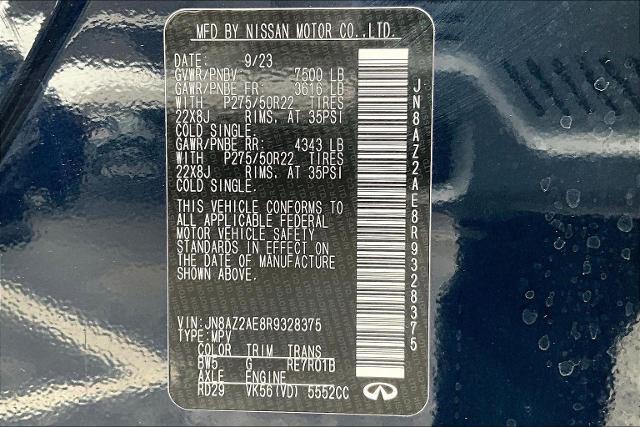 MFD BY NISSAN MOTOR CO.,LTD.
DATE: 9/23
GVWR/PNBV 7500 LB
GAWR/PNBE FR: 3616 LB
WITH P275/50R22 TIRES
22X8J RIMS, AT 35PSI
COLD SINGLE.
GAWR/PNBE RR: 4343 LB
WITH P275/50R22 TIRES
22X8J RIMS, AT 35PSI
COLD SINGLE.
THIS VEHICLE CONFORMS TO
ALL APPLICABLE FEDERAL
MOTOR VEHICLE SAFETY
STANDARDS IN EFFECT ON
THE DATE OF MANUFACTURE
SHOWN ABOVE.
VIN:JN8AZ2AE8R9328375
TYPE:MPV
COLOR TRIM TRANS
BW5 G RE7R01B
AXLE ENGINE
RD29 VK56(VD) 5552CC
JN8AZ2AE8R9328375